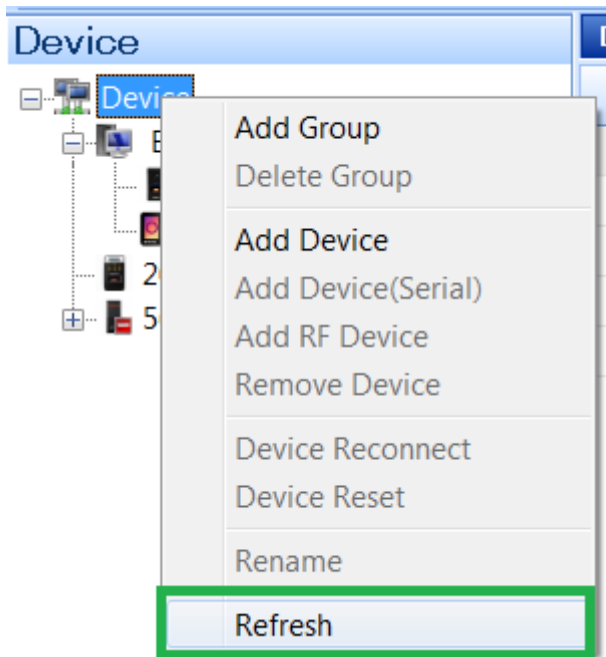 Device
Device
Add Group
Delete Group
Add Device
Add Device(Serial)
Add RF Device
Remove Device
Device Reconnect
Device Reset
Rename
Refresh